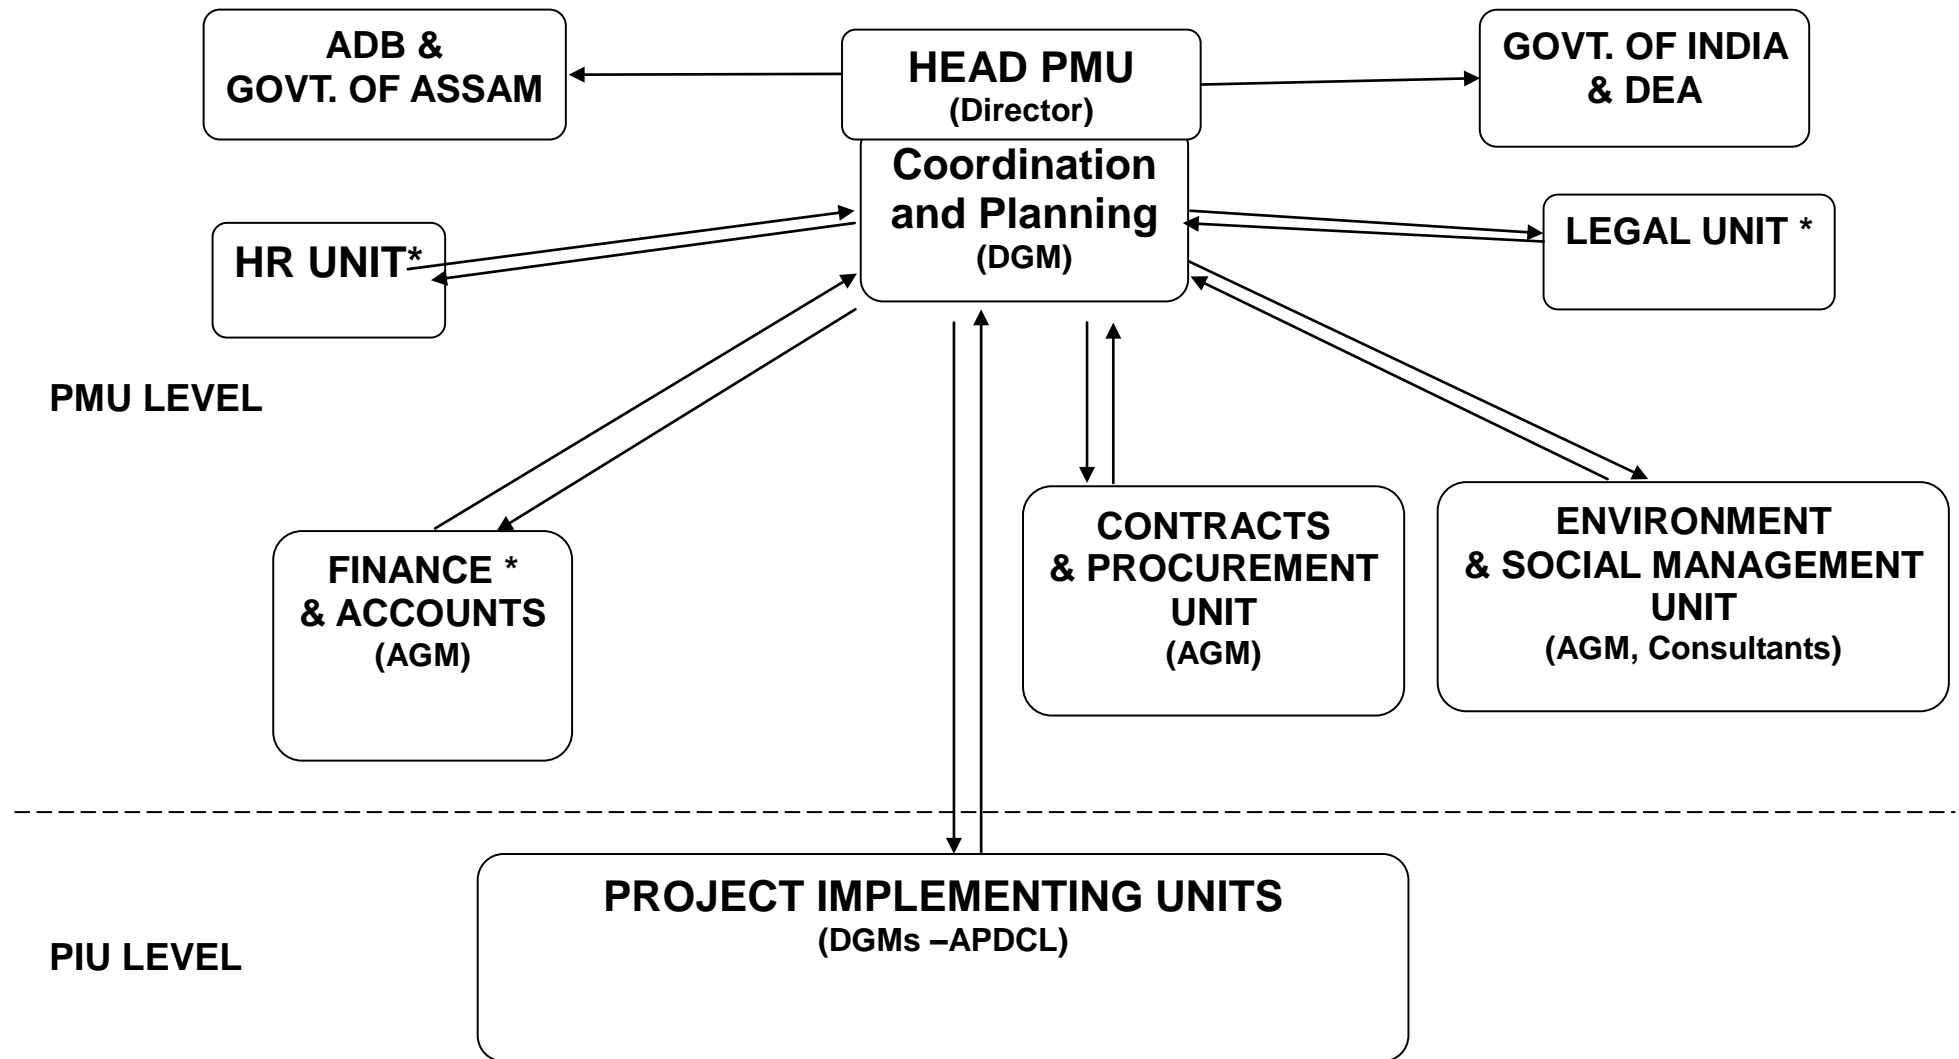 ADB &
GOVT. OF ASSAM
HEAD PMU
(Director)
GOVT. OF INDIA
& DEA
Coordination
and Planning
(DGM)
HR UNIT*
LEGAL UNIT *
PMU LEVEL
FINANCE *
& ACCOUNTS
(AGM)
CONTRACTS
& PROCUREMENT
UNIT
(AGM)
ENVIRONMENT
& SOCIAL MANAGEMENT
UNIT
(AGM, Consultants)
PROJECT IMPLEMENTING UNITS
(DGMs –APDCL)
PIU LEVEL